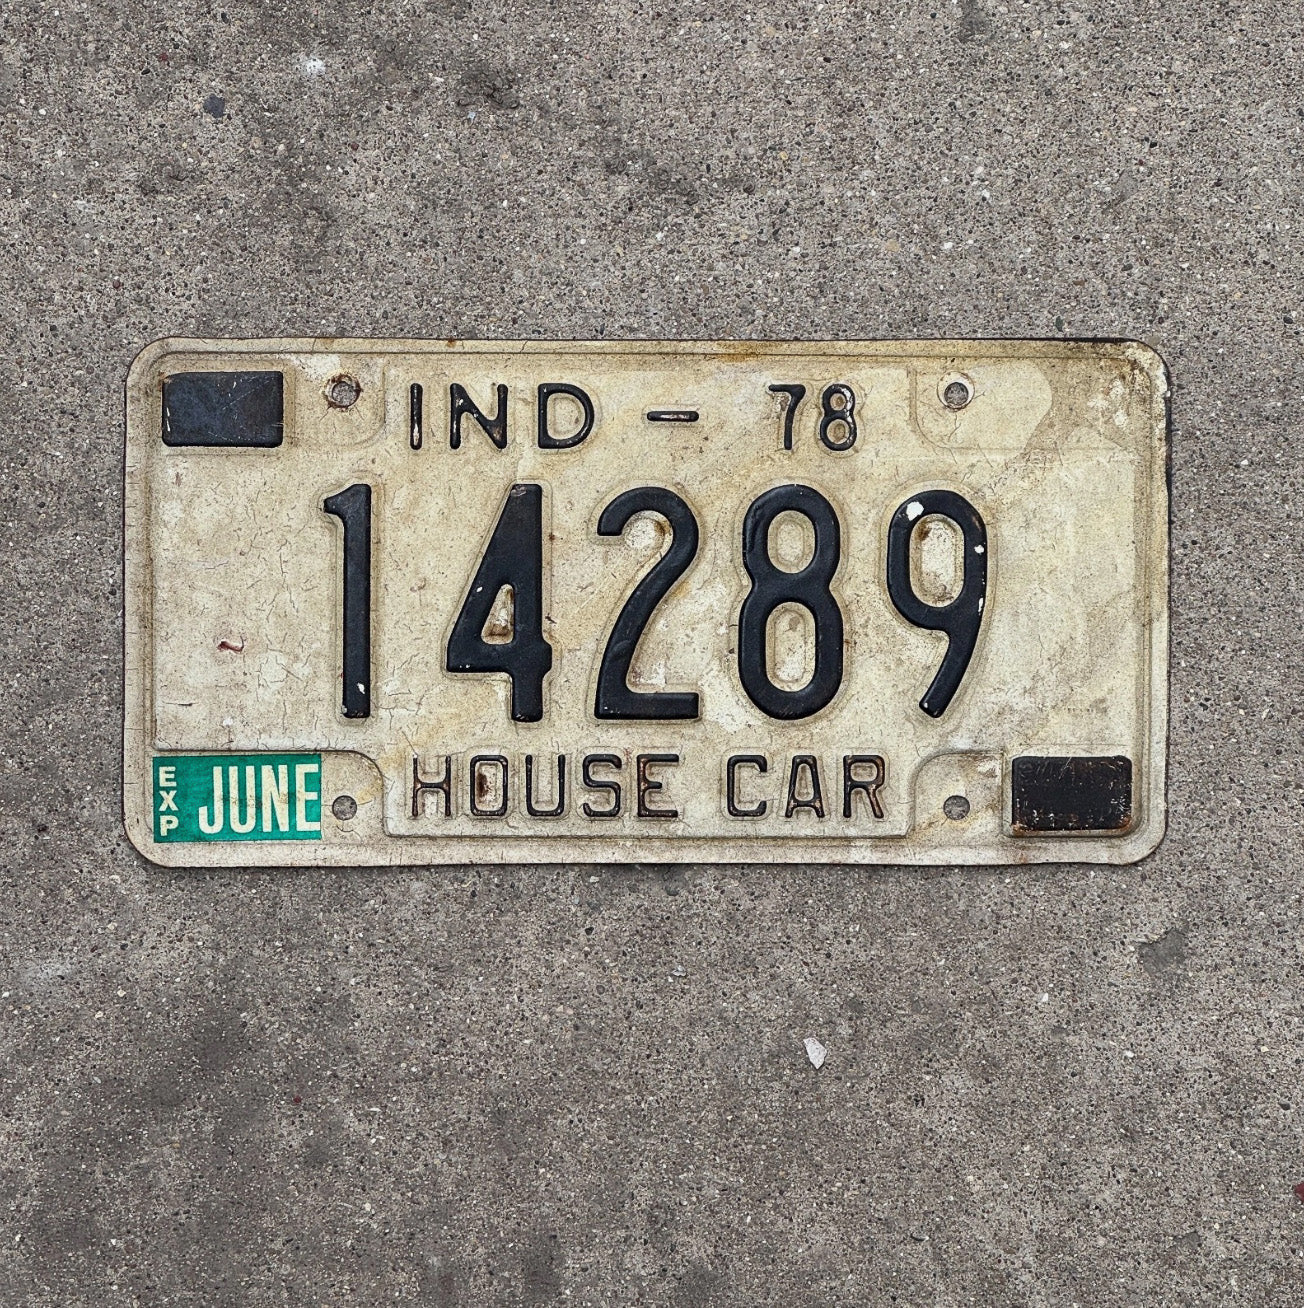 IND - 78
14289
EXP JUNE
HOUSE CAR